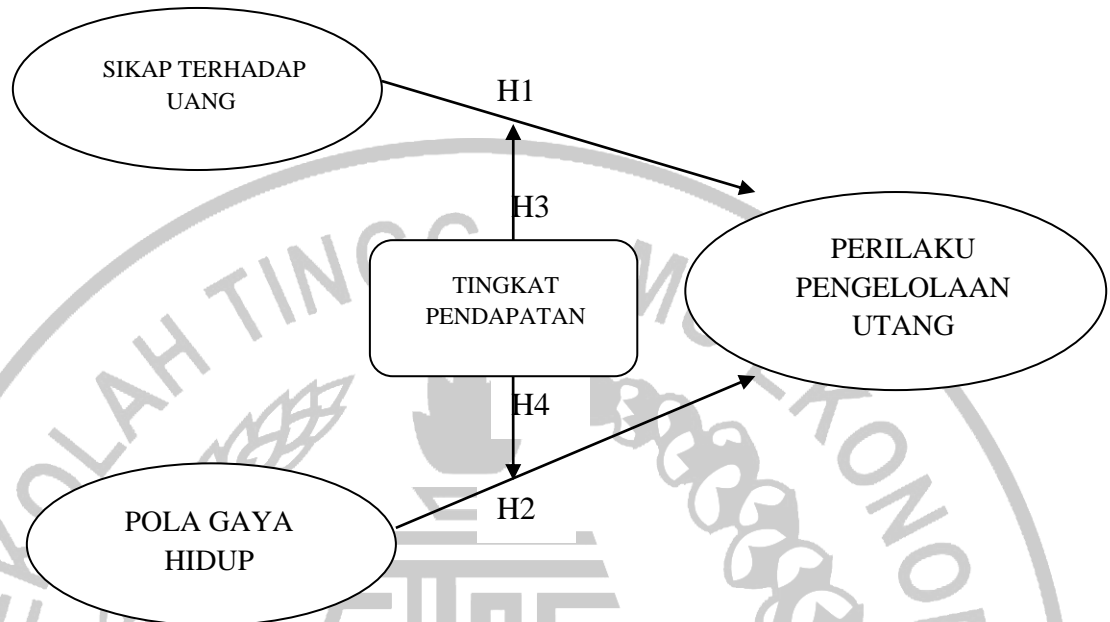 SIKAP TERHADAP
UANG
H1
H3
TINGKAT
PENDAPATAN
PERILAKU
PENGELOLAAN
UTANG
H4
H2
POLA GAYA
HIDUP